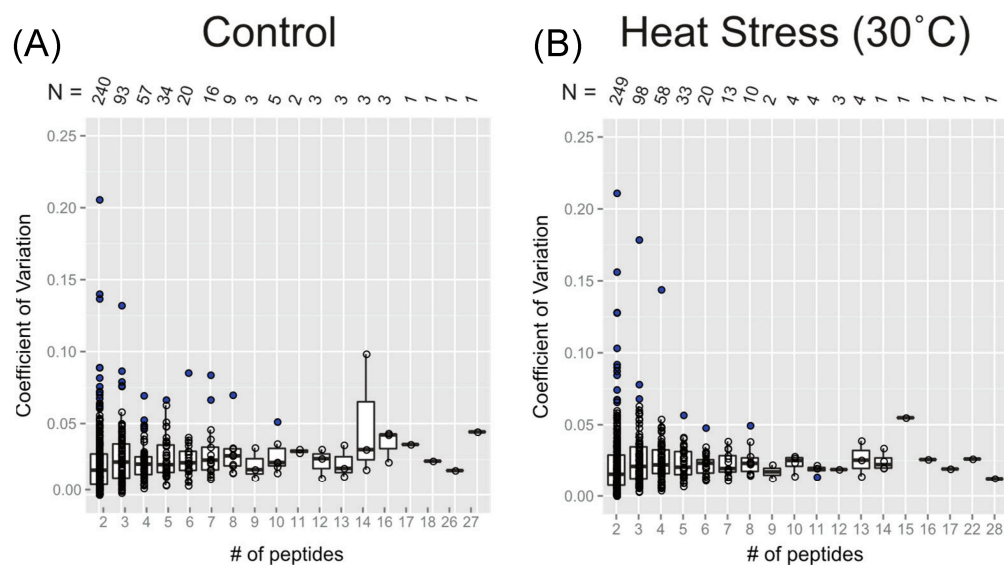 (A) Control
N = 240 93 57 34 20 16 9 3 5 2 3 3 3 3 1 1 1 1
0.25
0.20
0.15
0.10
0.05
0.00
Coefficient of Variation
2 3 4 5 6 7 8 9 10 11 12 13 14 16 17 18 26 27
# of peptides
(B) Heat Stress (30˚C)
N = 249 98 58 33 20 13 10 2 4 4 3 4 1 1 1 1 1 1
0.25
0.20
0.15
0.10
0.05
0.00
Coefficient of Variation
2 3 4 5 6 7 8 9 10 11 12 13 14 15 16 17 22 28
# of peptides